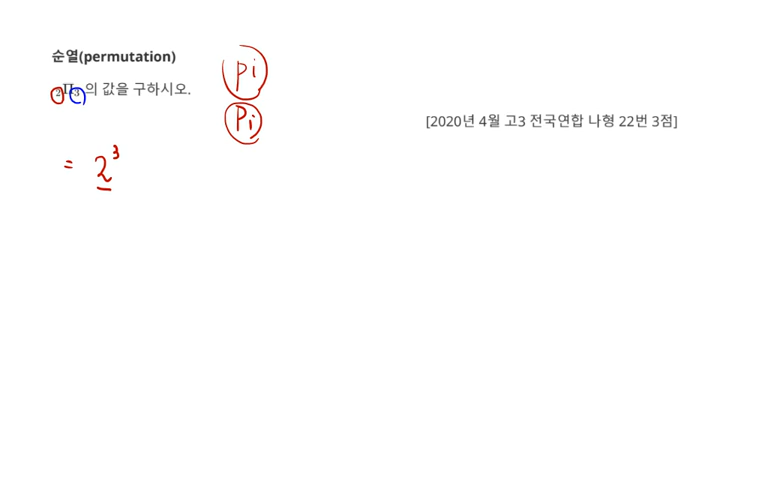 순열(permutation)
₂Π₃의 값을 구하시오.
pi
Pi
[2020년 4월 고3 전국연합 나형 22번 3점]
= 2³